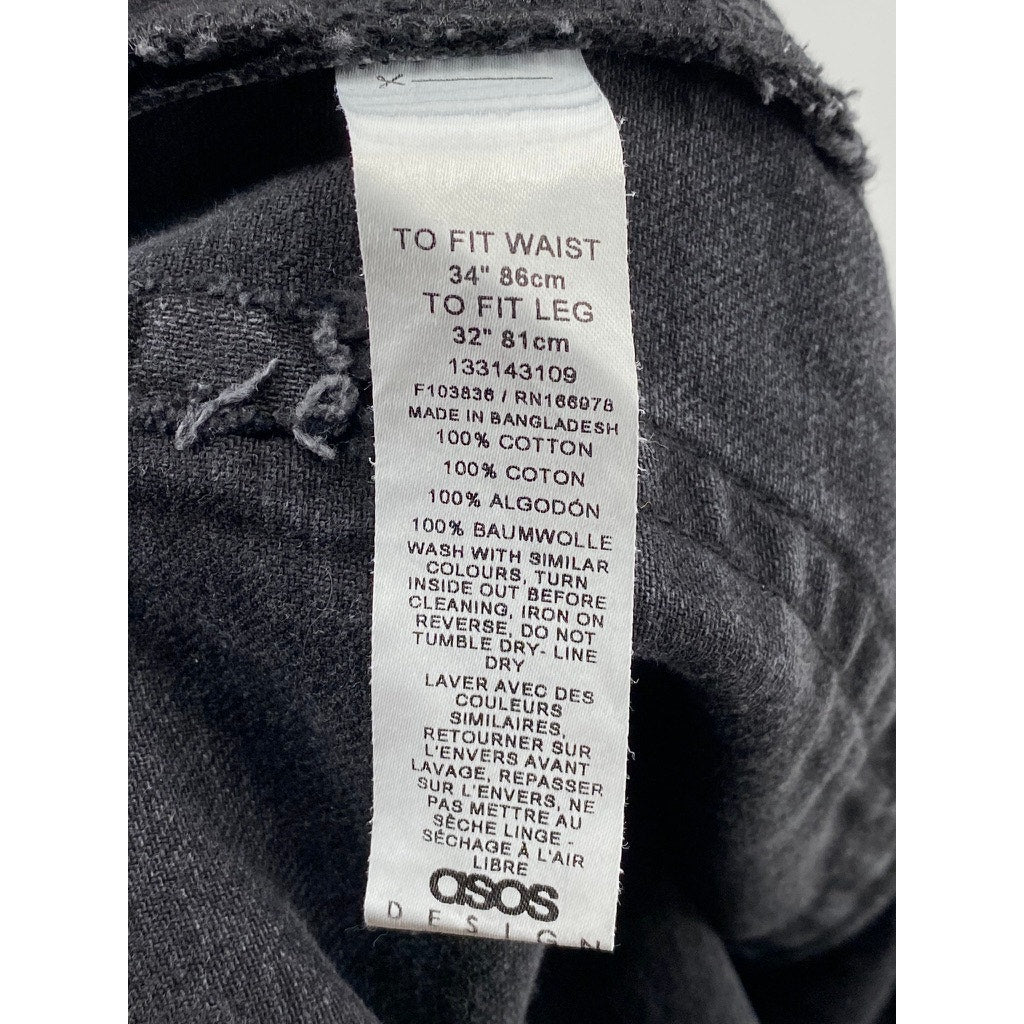 TO FIT WAIST
34" 86cm
TO FIT LEG
32" 81cm
133143109
F103836 / RN166978
MADE IN BANGLADESH
100% COTTON
100% COTON
100% ALGODÓN
100% BAUMWOLLE
WASH WITH SIMILAR
COLOURS, TURN
INSIDE OUT BEFORE
CLEANING, IRON ON
REVERSE, DO NOT
TUMBLE DRY- LINE
DRY
LAVER AVEC DES
COULEURS
SIMILAIRES,
RETOURNER SUR
L'ENVERS AVANT
LAVAGE, REPASSER
SUR L'ENVERS, NE
PAS METTRE AU
SÈCHE LINGE -
SÉCHAGE À L'AIR
LIBRE
asos
DESIGN